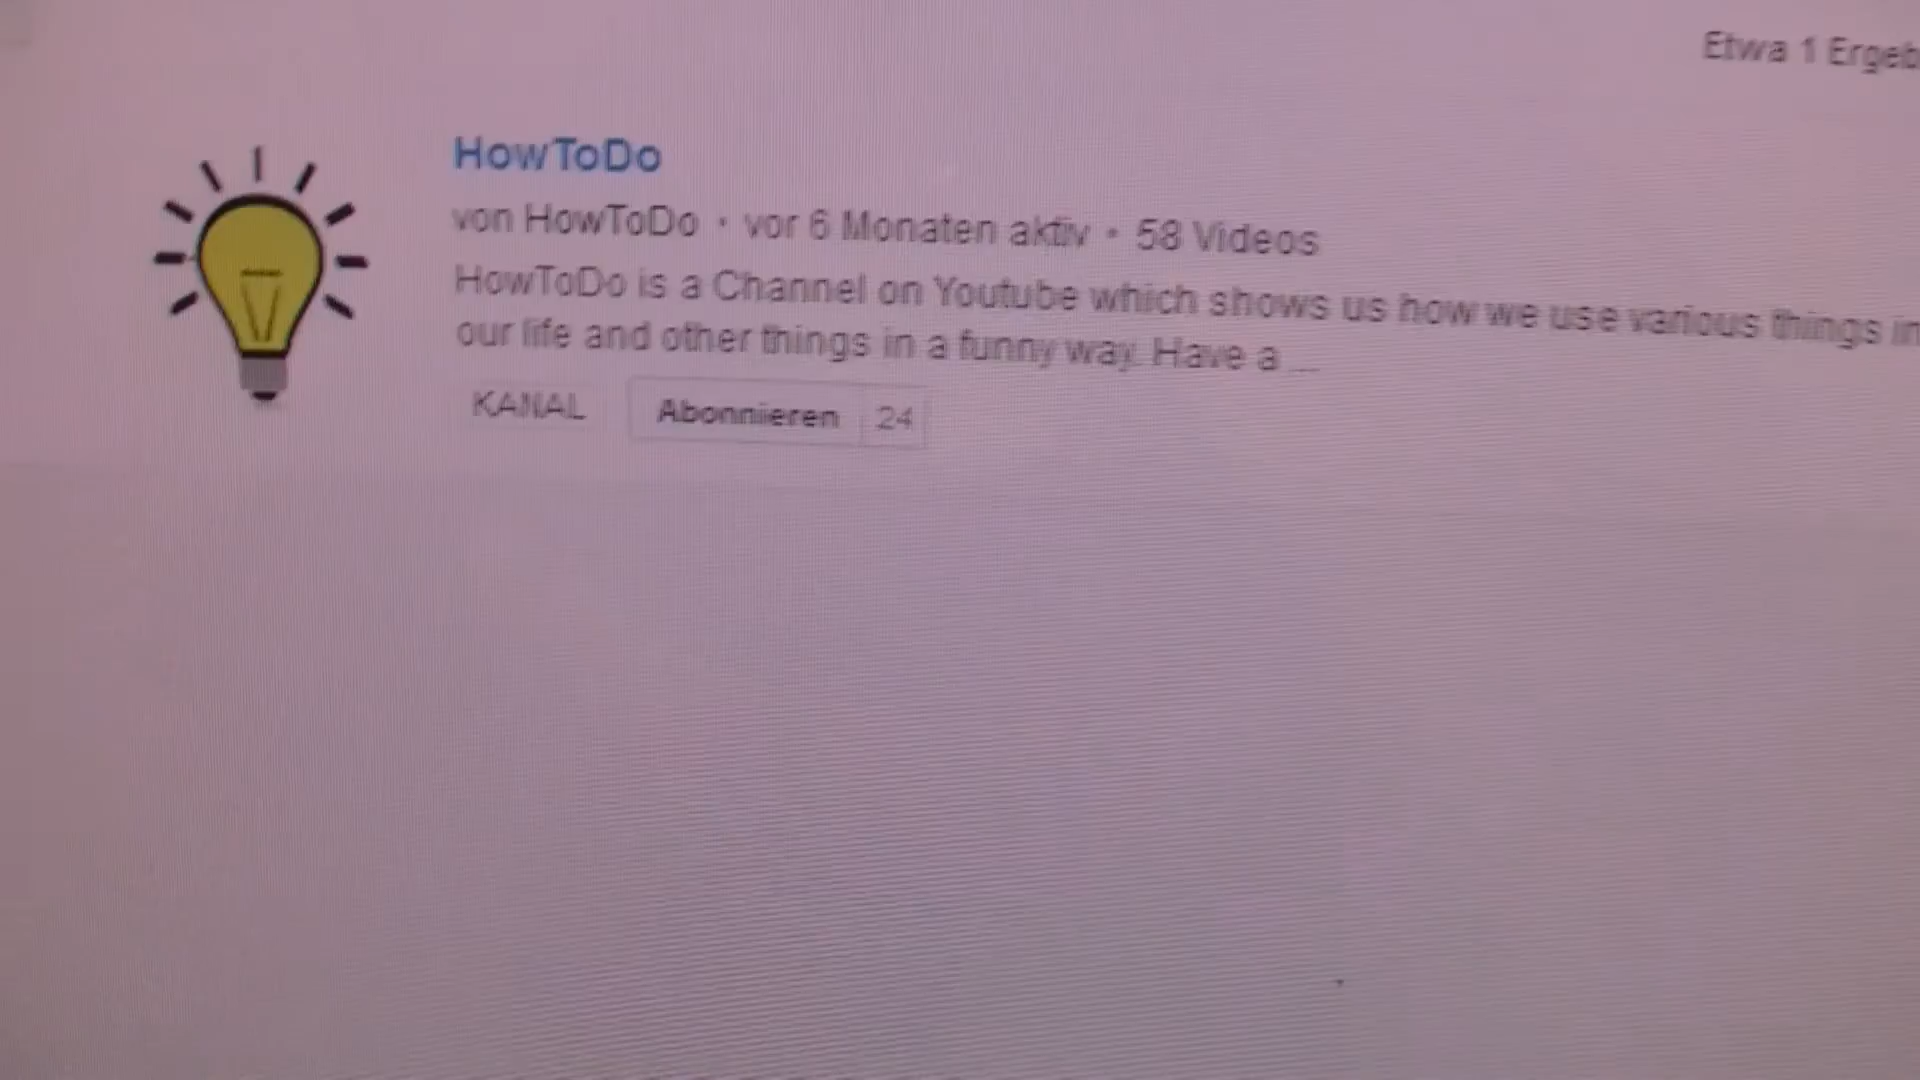 Etwa 1 Ergeb
HowToDo
von HowToDo • vor 6 Monaten aktiv • 58 Videos
HowToDo is a Channel on Youtube which shows us how we use various things in
our life and other things in a funny way. Have a ...
KANAL Abonnieren 24